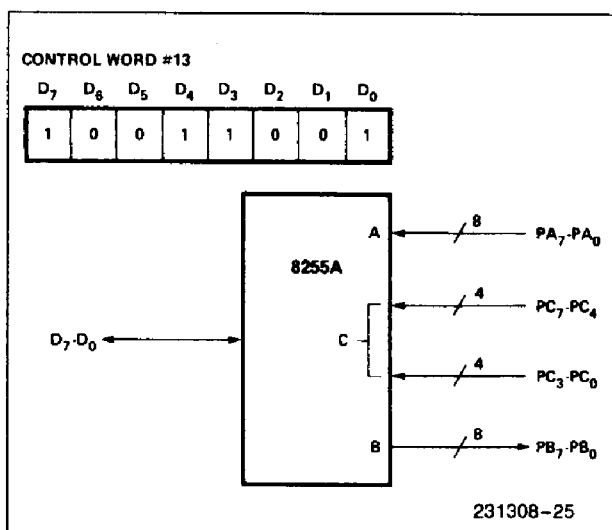 CONTROL WORD #13
D7 D6 D5 D4 D3 D2 D1 D0
1 0 0 1 1 0 0 1
A 8 PA7-PA0
8255A
4 PC7-PC4
D7-D0 C
4 PC3-PC0
B 8 PB7-PB0
231308-25